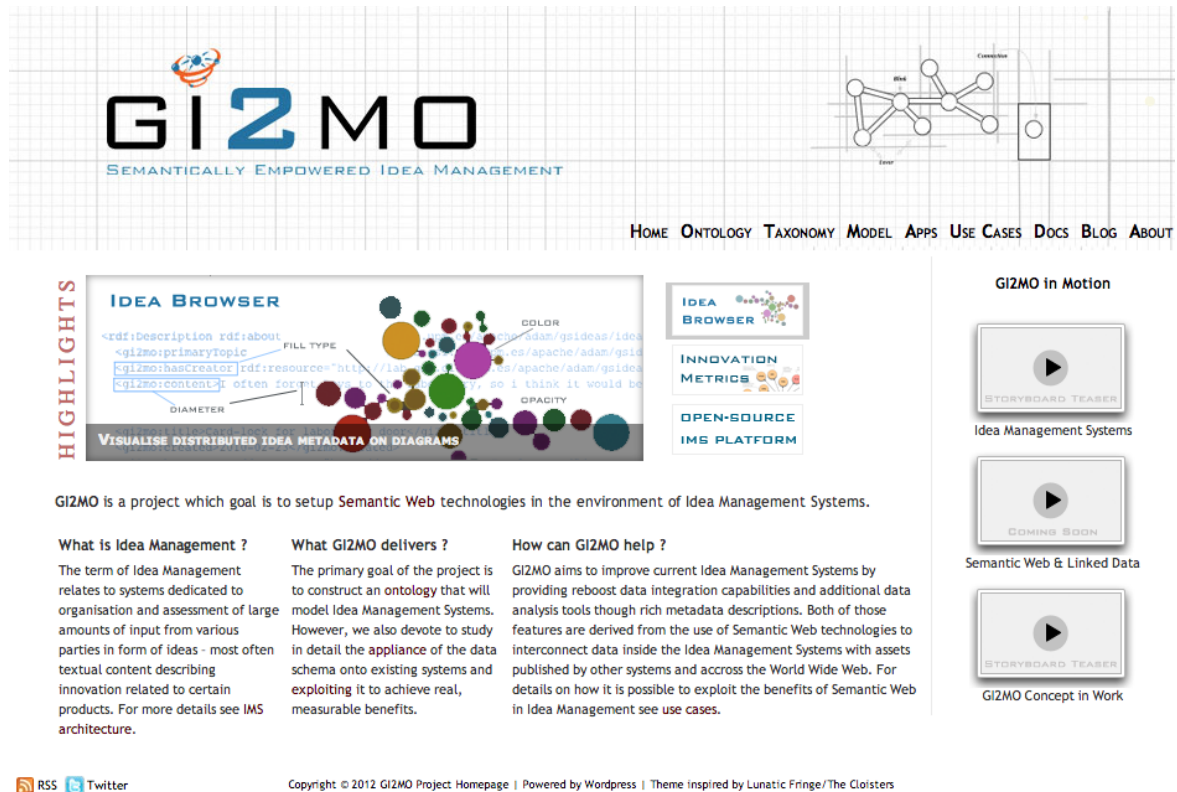 GI2MO
SEMANTICALLY EMPOWERED IDEA MANAGEMENT
Connection
Blink
HOME ONTOLOGY TAXONOMY MODEL APPS USE CASES DOCS BLOG ABOUT
HIGHLIGHTS
IDEA BROWSER
<rdf:Description rdf:about
<gi2mo:primaryTopic
<gi2mo:hasCreator rdf:resource="http://
<gi2mo:content>I often
COLOR
FILL TYPE
DIAMETER
OPACITY
VISUALISE DISTRIBUTED IDEA METADATA ON DIAGRAMS
IDEA
BROWSER
INNOVATION
METRICS
OPEN-SOURCE
IMS PLATFORM
GI2MO in Motion
STORYBOARD TEASER
Idea Management Systems
COMING SOON
Semantic Web & Linked Data
STORYBOARD TEASER
GI2MO Concept in Work
GI2MO is a project which goal is to setup Semantic Web technologies in the environment of Idea Management Systems.
What is Idea Management ?
The term of Idea Management
relates to systems dedicated to
organisation and assessment of large
amounts of input from various
parties in form of ideas - most often
textual content describing
innovation related to certain
products. For more details see IMS
architecture.
What GI2MO delivers ?
The primary goal of the project is
to construct an ontology that will
model Idea Management Systems.
However, we also devote to study
in detail the appliance of the data
schema onto existing systems and
exploiting it to achieve real,
measurable benefits.
How can GI2MO help ?
GI2MO aims to improve current Idea Management Systems by
providing reboost data integration capabilities and additional data
analysis tools though rich metadata descriptions. Both of those
features are derived from the use of Semantic Web technologies to
interconnect data inside the Idea Management Systems with assets
published by other systems and accross the World Wide Web. For
details on how it is possible to exploit the benefits of Semantic Web
in Idea Management see use cases.
RSS Twitter
Copyright © 2012 GI2MO Project Homepage | Powered by Wordpress | Theme inspired by Lunatic Fringe/The Cloisters